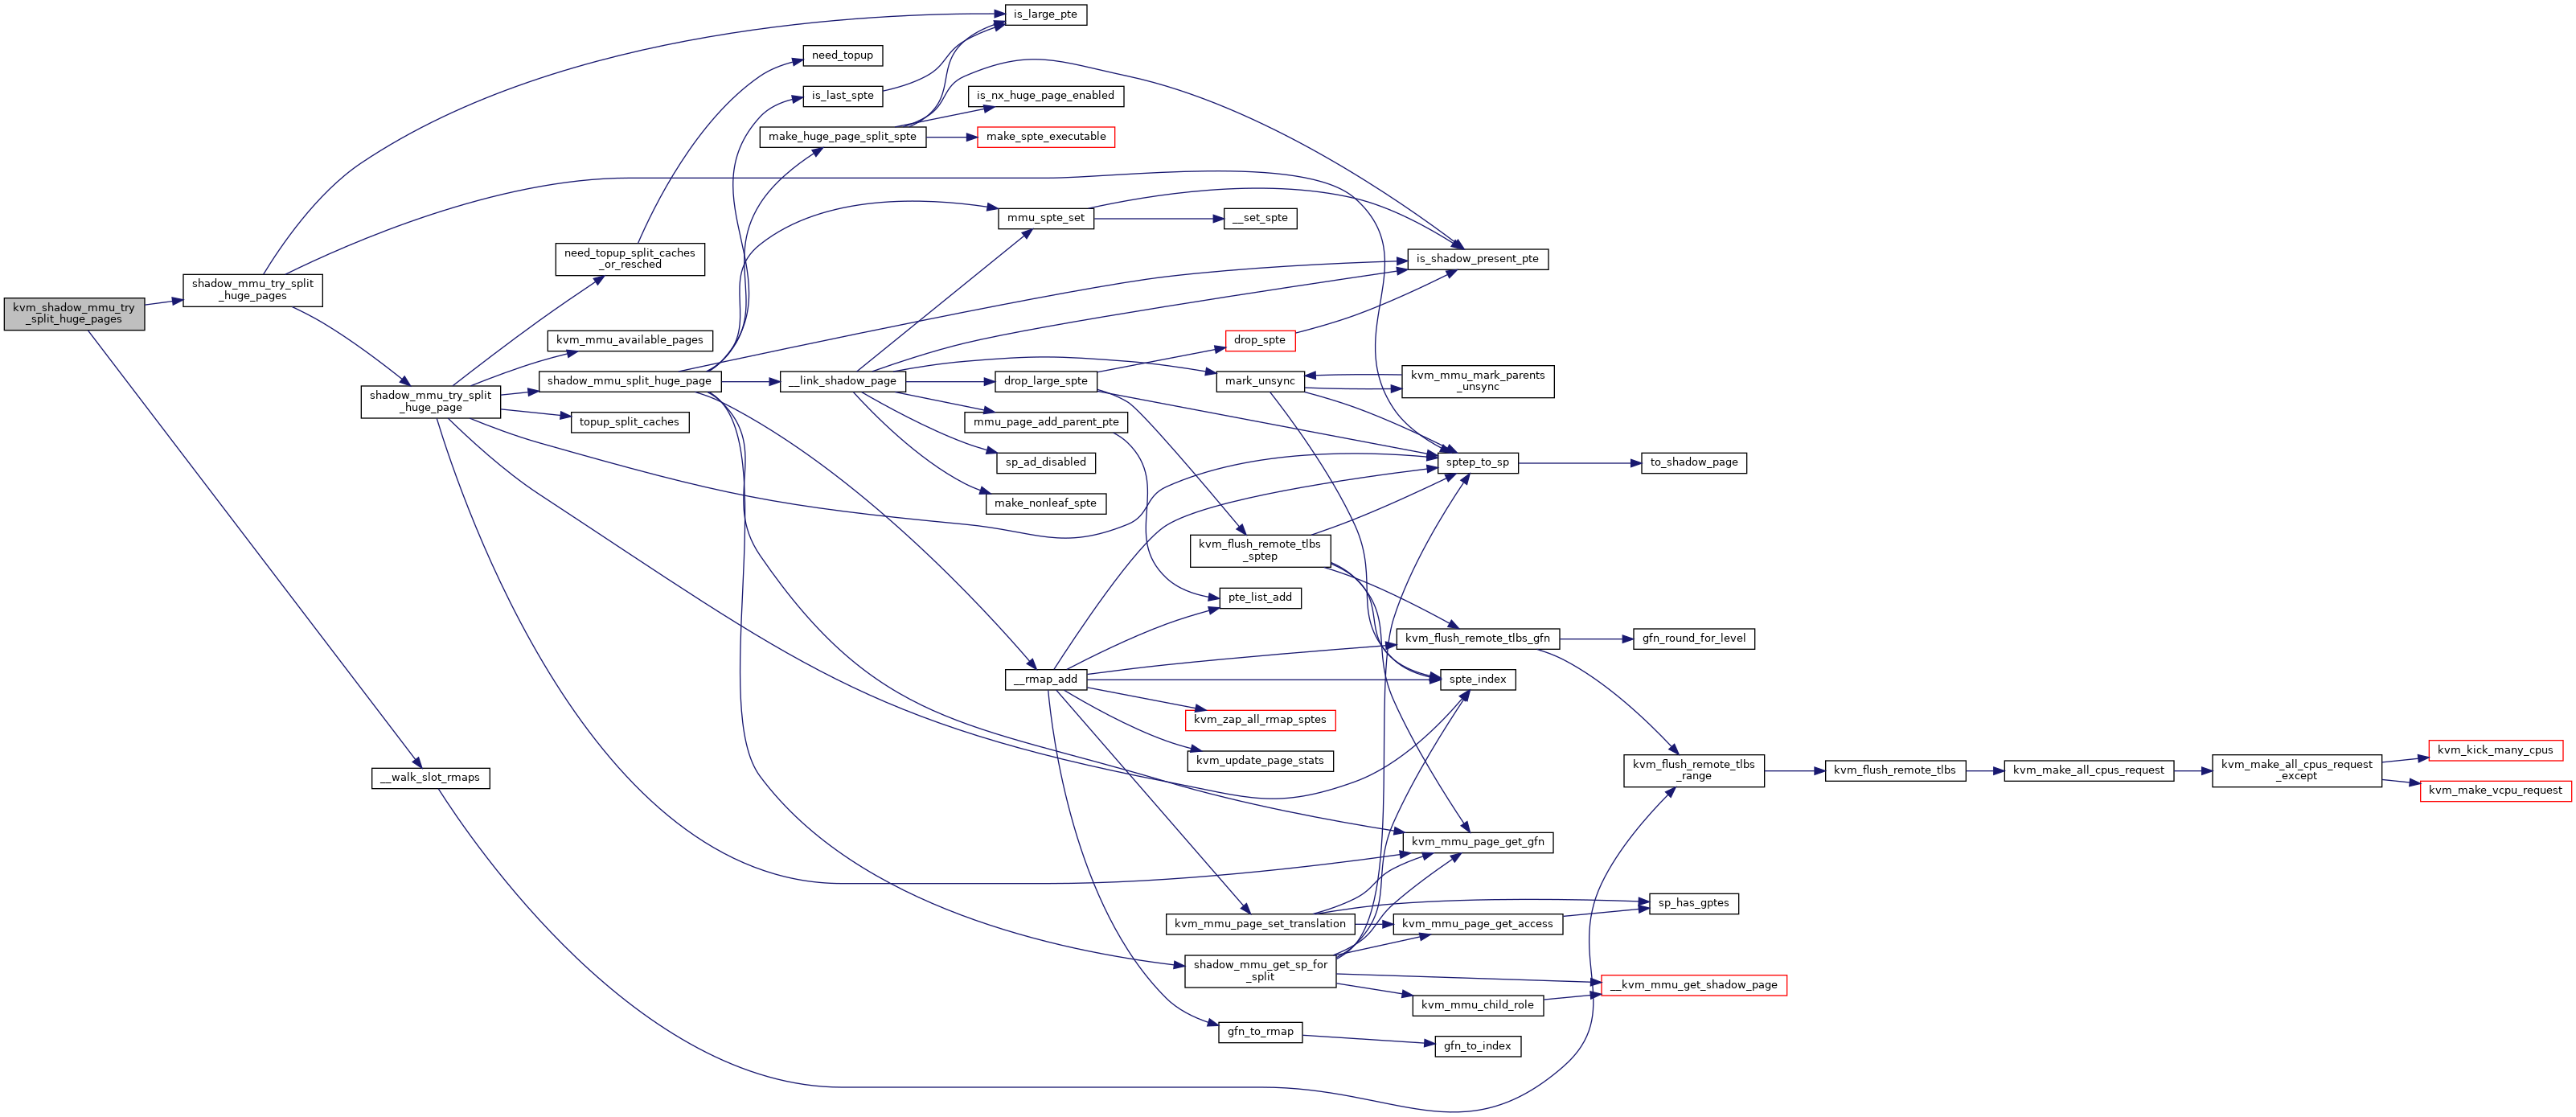 is_large_pte
need_topup
is_last_spte
is_nx_huge_page_enabled
make_huge_page_split_spte
make_spte_executable
mmu_spte_set
__set_spte
need_topup_split_caches
_or_resched
is_shadow_present_pte
shadow_mmu_try_split
_huge_pages
kvm_shadow_mmu_try
_split_huge_pages
kvm_mmu_available_pages
drop_spte
shadow_mmu_split_huge_page
__link_shadow_page
drop_large_spte
mark_unsync
kvm_mmu_mark_parents
_unsync
shadow_mmu_try_split
_huge_page
topup_split_caches
mmu_page_add_parent_pte
sp_ad_disabled
sptep_to_sp
to_shadow_page
make_nonleaf_spte
kvm_flush_remote_tlbs
_sptep
pte_list_add
kvm_flush_remote_tlbs_gfn
gfn_round_for_level
__rmap_add
spte_index
kvm_zap_all_rmap_sptes
kvm_update_page_stats
__walk_slot_rmaps
kvm_flush_remote_tlbs
_range
kvm_flush_remote_tlbs
kvm_make_all_cpus_request
kvm_make_all_cpus_request
_except
kvm_kick_many_cpus
kvm_make_vcpu_request
kvm_mmu_page_get_gfn
sp_has_gptes
kvm_mmu_page_set_translation
kvm_mmu_page_get_access
shadow_mmu_get_sp_for
_split
__kvm_mmu_get_shadow_page
kvm_mmu_child_role
gfn_to_rmap
gfn_to_index